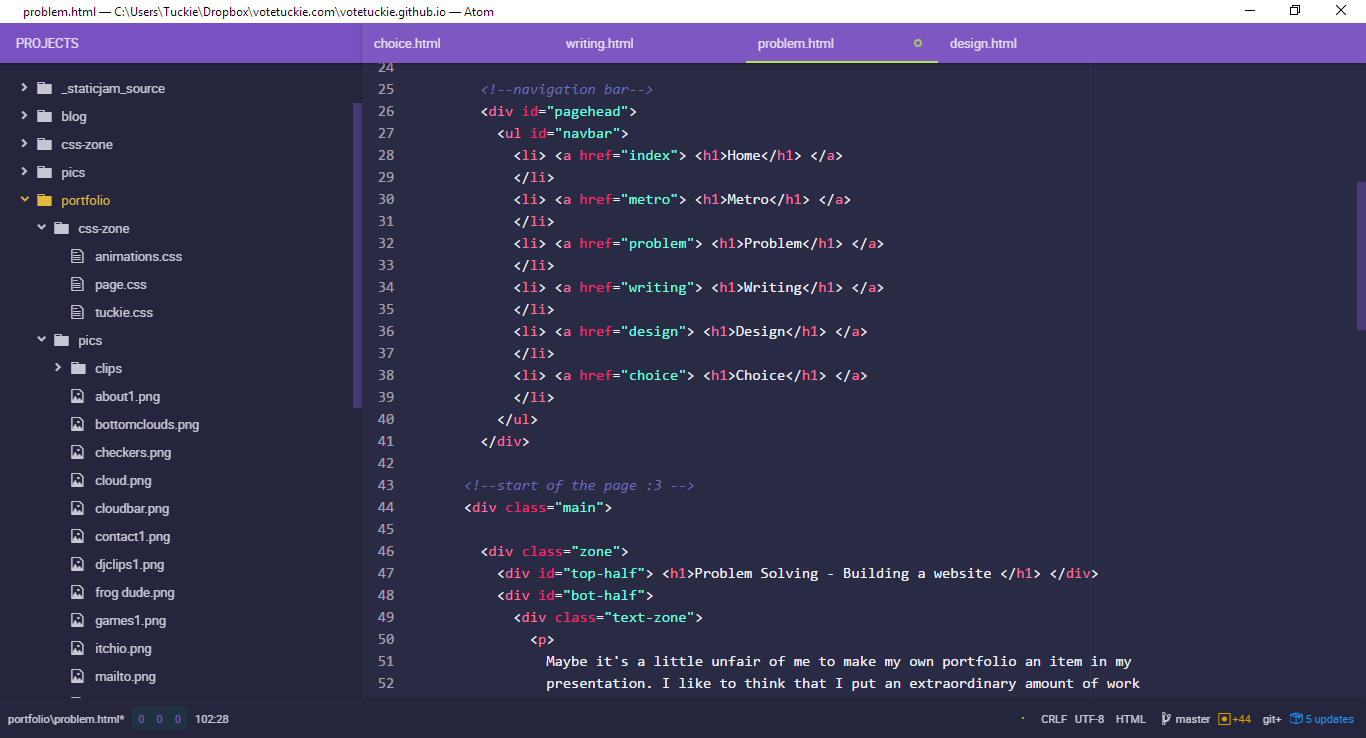 problem.html — C:\Users\Tuckie\Dropbox\votetuckie.com\votetuckie.github.io — Atom
PROJECTS
choice.html
writing.html
problem.html
design.html
_staticjam_source
blog
css-zone
pics
portfolio
css-zone
animations.css
page.css
tuckie.css
pics
clips
about1.png
bottomclouds.png
checkers.png
cloud.png
cloudbar.png
contact1.png
djclips1.png
frog dude.png
games1.png
itchio.png
mailto.png
24
25 <!--navigation bar-->
26 <div id="pagehead">
27 <ul id="navbar">
28 <li> <a href="index"> <h1>Home</h1> </a>
29 </li>
30 <li> <a href="metro"> <h1>Metro</h1> </a>
31 </li>
32 <li> <a href="problem"> <h1>Problem</h1> </a>
33 </li>
34 <li> <a href="writing"> <h1>Writing</h1> </a>
35 </li>
36 <li> <a href="design"> <h1>Design</h1> </a>
37 </li>
38 <li> <a href="choice"> <h1>Choice</h1> </a>
39 </li>
40 </ul>
41 </div>
42
43 <!--start of the page :3 -->
44 <div class="main">
45
46 <div class="zone">
47 <div id="top-half"> <h1>Problem Solving - Building a website </h1> </div>
48 <div id="bot-half">
49 <div class="text-zone">
50 <p>
51 Maybe it's a little unfair of me to make my own portfolio an item in my
52 presentation. I like to think that I put an extraordinary amount of work
portfolio\problem.html* 0 0 0 102:28 CRLF UTF-8 HTML master +44 git+ 5 updates